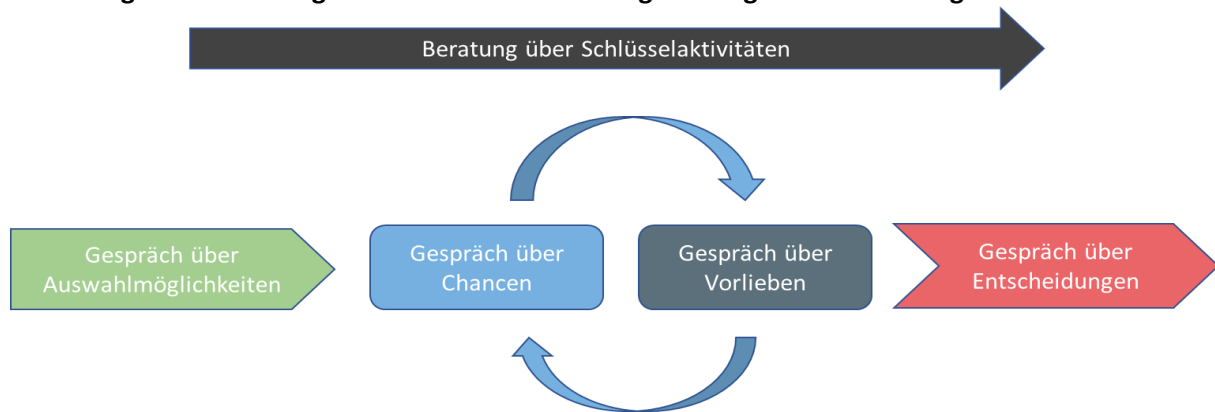 Beratung über Schlüsselaktivitäten
Gespräch über
Auswahlmöglichkeiten
Gespräch über
Chancen
Gespräch über
Vorlieben
Gespräch über
Entscheidungen